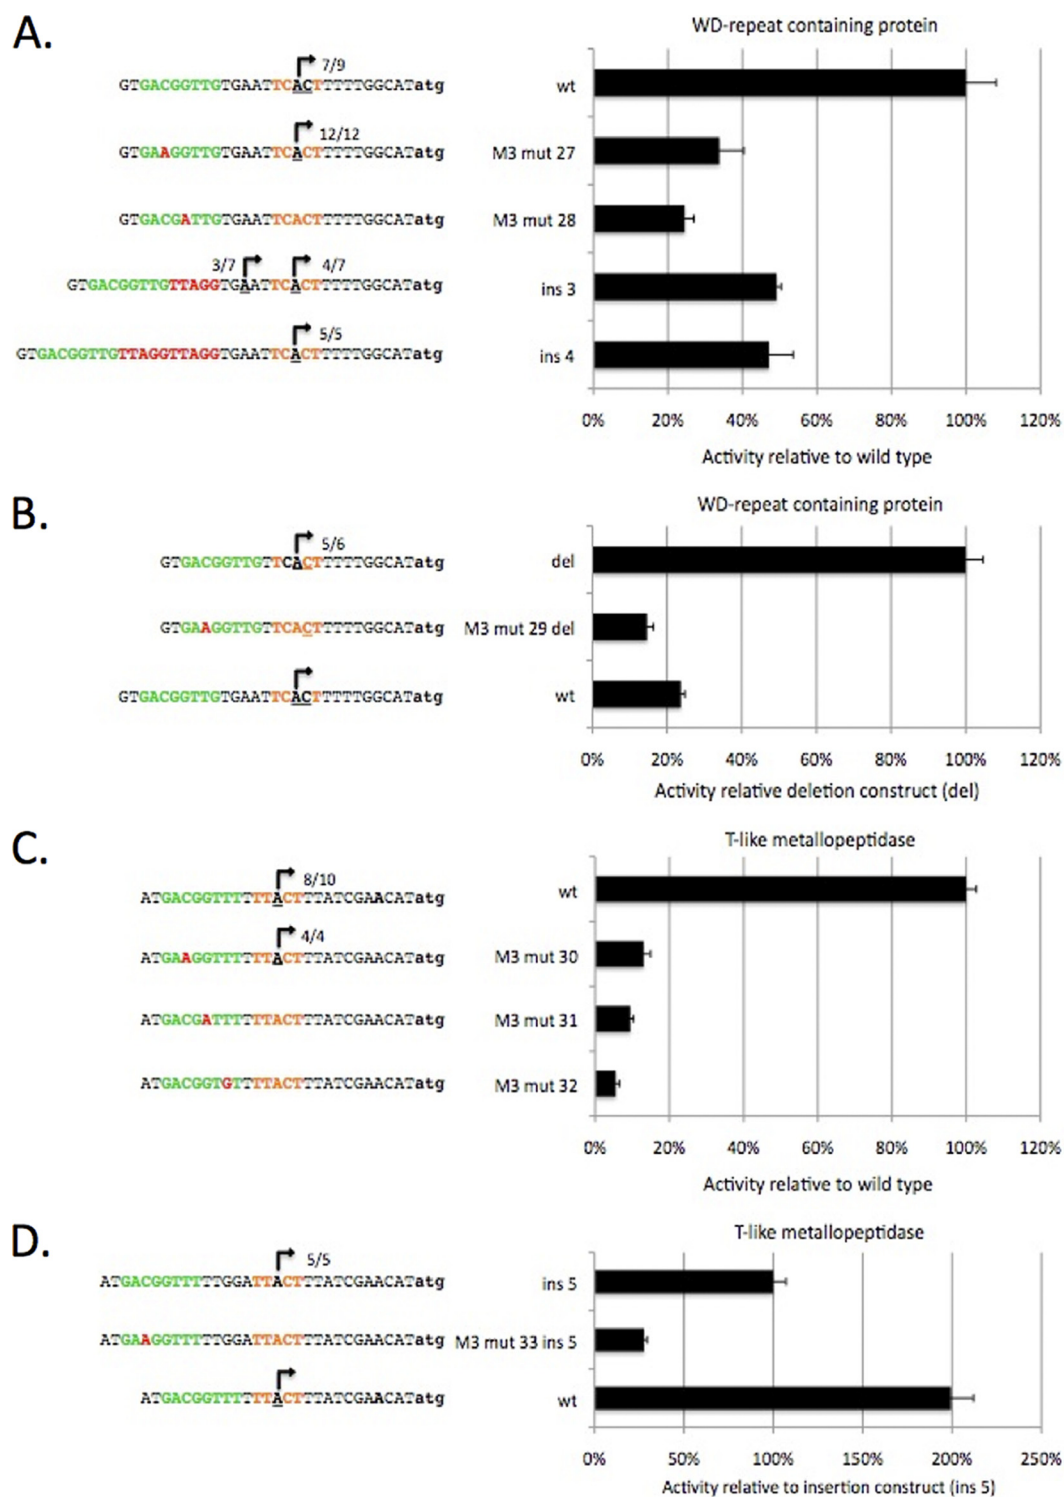 A.
WD-repeat containing protein
7/9
GTGACGGTTGTGAATTCACTTTTTGGCATatg
wt
12/12
GTGAAGGTTGTGAATTCACTTTTTGGCATatg
M3 mut 27
GTGACGATTGTGAATTCACTTTTTGGCATatg
M3 mut 28
3/7 4/7
GTGACGGTTGTTAGGTGAATTCACTTTTTGGCATatg
ins 3
5/5
GTGACGGTTGTTAGGTTAGGTGAATTCACTTTTTGGCATatg
ins 4
0% 20% 40% 60% 80% 100% 120%
Activity relative to wild type
B.
WD-repeat containing protein
5/6
GTGACGGTTGTTCACTTTTTGGCATatg
del
GTGAAGGTTGTTCACTTTTTGGCATatg
M3 mut 29 del
GTGACGGTTGTGAATTCACTTTTTGGCATatg
wt
0% 20% 40% 60% 80% 100% 120%
Activity relative deletion construct (del)
C.
T-like metallopeptidase
8/10
ATGACGGTTTTTTACTTTATCGAACATatg
wt
4/4
ATGAAGGTTTTTTACTTTATCGAACATatg
M3 mut 30
ATGACGATTTTTTACTTTATCGAACATatg
M3 mut 31
ATGACGGTGTTTTACTTTATCGAACATatg
M3 mut 32
0% 20% 40% 60% 80% 100% 120%
Activity relative to wild type
D.
T-like metallopeptidase
5/5
ATGACGGTTTTTGGATTACTTTATCGAACATatg
ins 5
ATGAAGGTTTTTGGATTACTTTATCGAACATatg
M3 mut 33 ins 5
ATGACGGTTTTTTACTTTATCGAACATatg
wt
0% 50% 100% 150% 200% 250%
Activity relative to insertion construct (ins 5)